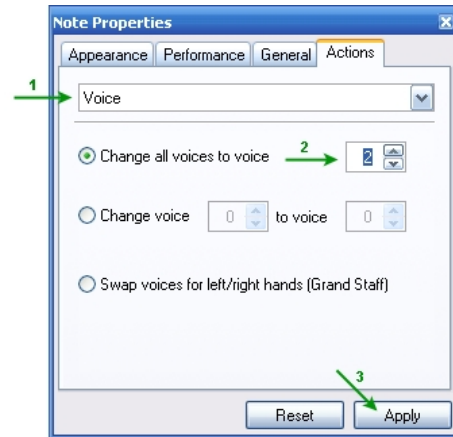 Note Properties
Appearance Performance General Actions
1
Voice
Change all voices to voice 2 2
Change voice 0 to voice 0
Swap voices for left/right hands (Grand Staff)
3
Reset Apply